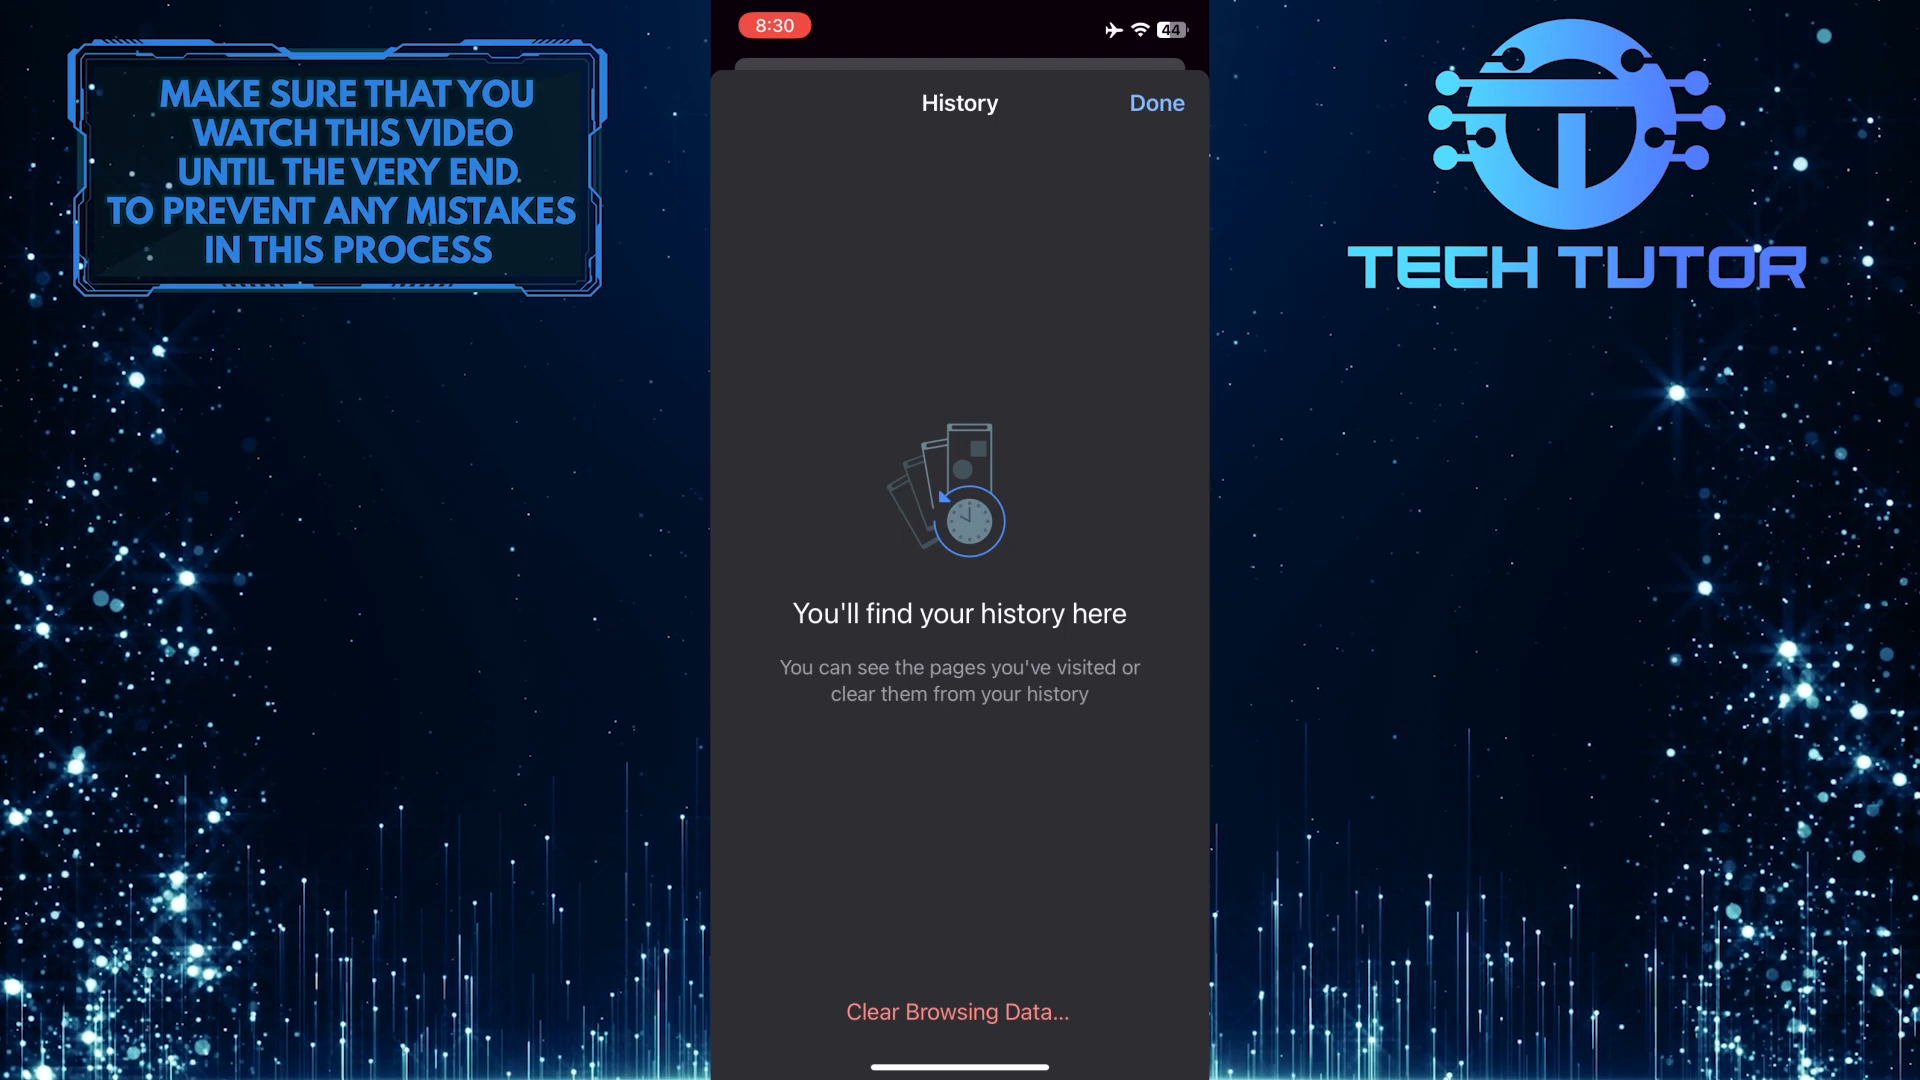 MAKE SURE THAT YOU
WATCH THIS VIDEO
UNTIL THE VERY END
TO PREVENT ANY MISTAKES
IN THIS PROCESS
8:30
44
History
Done
You'll find your history here
You can see the pages you've visited or
clear them from your history
Clear Browsing Data...
TECH TUTOR